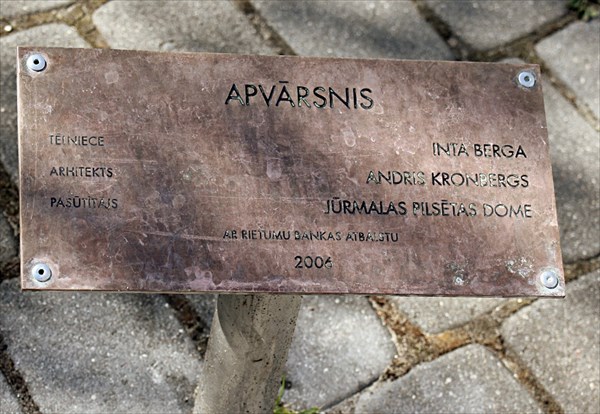 APVĀRSNIS
TĒLNIECE INTA BERGA
ARHITEKTS ANDRIS KRONBERGS
PASŪTĪTĀJS JŪRMALAS PILSĒTAS DOME
AR RIETUMU BANKAS ATBALSTU
2006